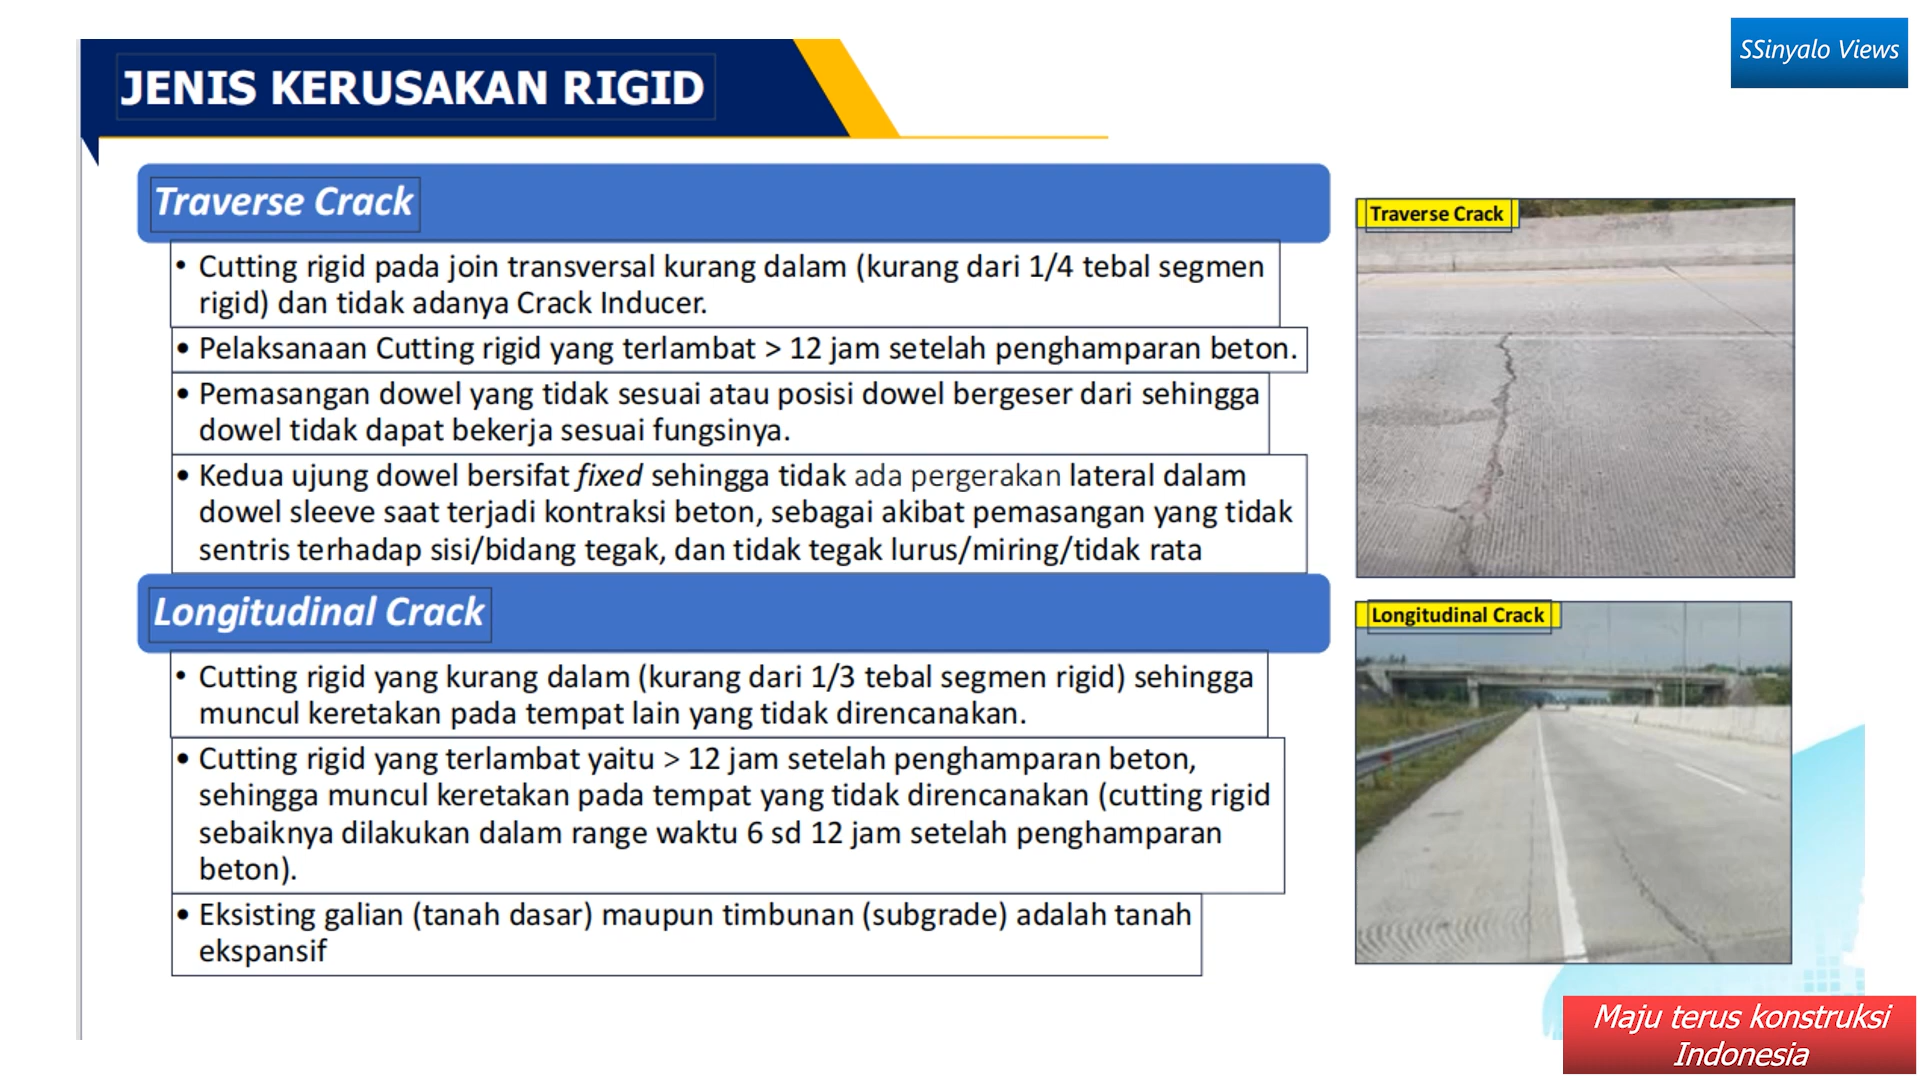 SSinyalo Views
JENIS KERUSAKAN RIGID
Traverse Crack
• Cutting rigid pada join transversal kurang dalam (kurang dari 1/4 tebal segmen
rigid) dan tidak adanya Crack Inducer.
• Pelaksanaan Cutting rigid yang terlambat > 12 jam setelah penghamparan beton.
• Pemasangan dowel yang tidak sesuai atau posisi dowel bergeser dari sehingga
dowel tidak dapat bekerja sesuai fungsinya.
• Kedua ujung dowel bersifat fixed sehingga tidak ada pergerakan lateral dalam
dowel sleeve saat terjadi kontraksi beton, sebagai akibat pemasangan yang tidak
sentris terhadap sisi/bidang tegak, dan tidak tegak lurus/miring/tidak rata
Longitudinal Crack
• Cutting rigid yang kurang dalam (kurang dari 1/3 tebal segmen rigid) sehingga
muncul keretakan pada tempat lain yang tidak direncanakan.
• Cutting rigid yang terlambat yaitu > 12 jam setelah penghamparan beton,
sehingga muncul keretakan pada tempat yang tidak direncanakan (cutting rigid
sebaiknya dilakukan dalam range waktu 6 sd 12 jam setelah penghamparan
beton).
• Eksisting galian (tanah dasar) maupun timbunan (subgrade) adalah tanah
ekspansif
Traverse Crack
Longitudinal Crack
Maju terus konstruksi
Indonesia